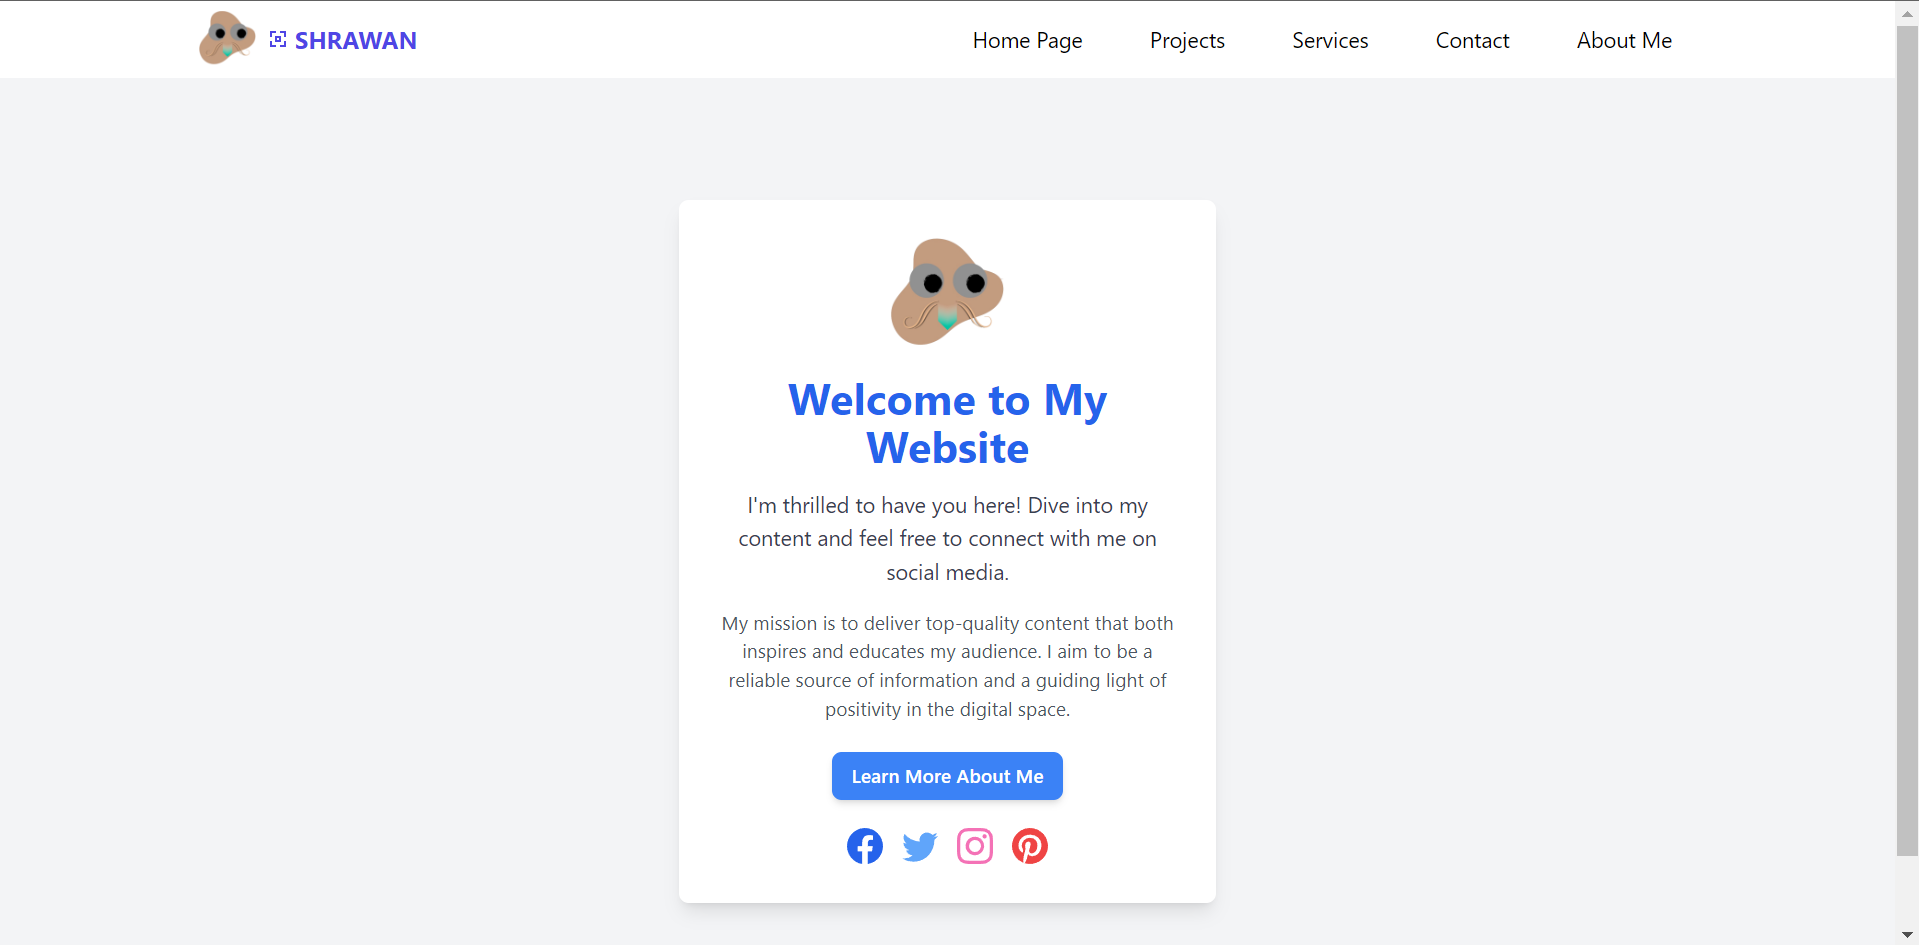 SHRAWAN
Home Page
Projects
Services
Contact
About Me
Welcome to My
Website
I'm thrilled to have you here! Dive into my
content and feel free to connect with me on
social media.
My mission is to deliver top-quality content that both
inspires and educates my audience. I aim to be a
reliable source of information and a guiding light of
positivity in the digital space.
Learn More About Me